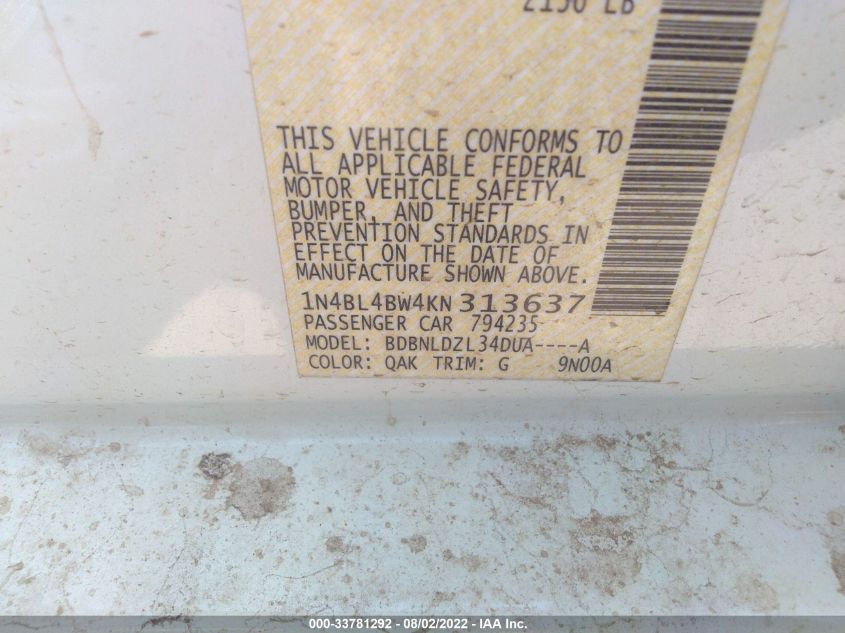 2150 LB
THIS VEHICLE CONFORMS TO
ALL APPLICABLE FEDERAL
MOTOR VEHICLE SAFETY,
BUMPER, AND THEFT
PREVENTION STANDARDS IN
EFFECT ON THE DATE OF
MANUFACTURE SHOWN ABOVE.
1N4BL4BW4KN313637
PASSENGER CAR 794235
MODEL: BDBNLDZL34DUA----A
COLOR: QAK TRIM: G 9N00A
000-33781292 - 08/02/2022 - IAA Inc.